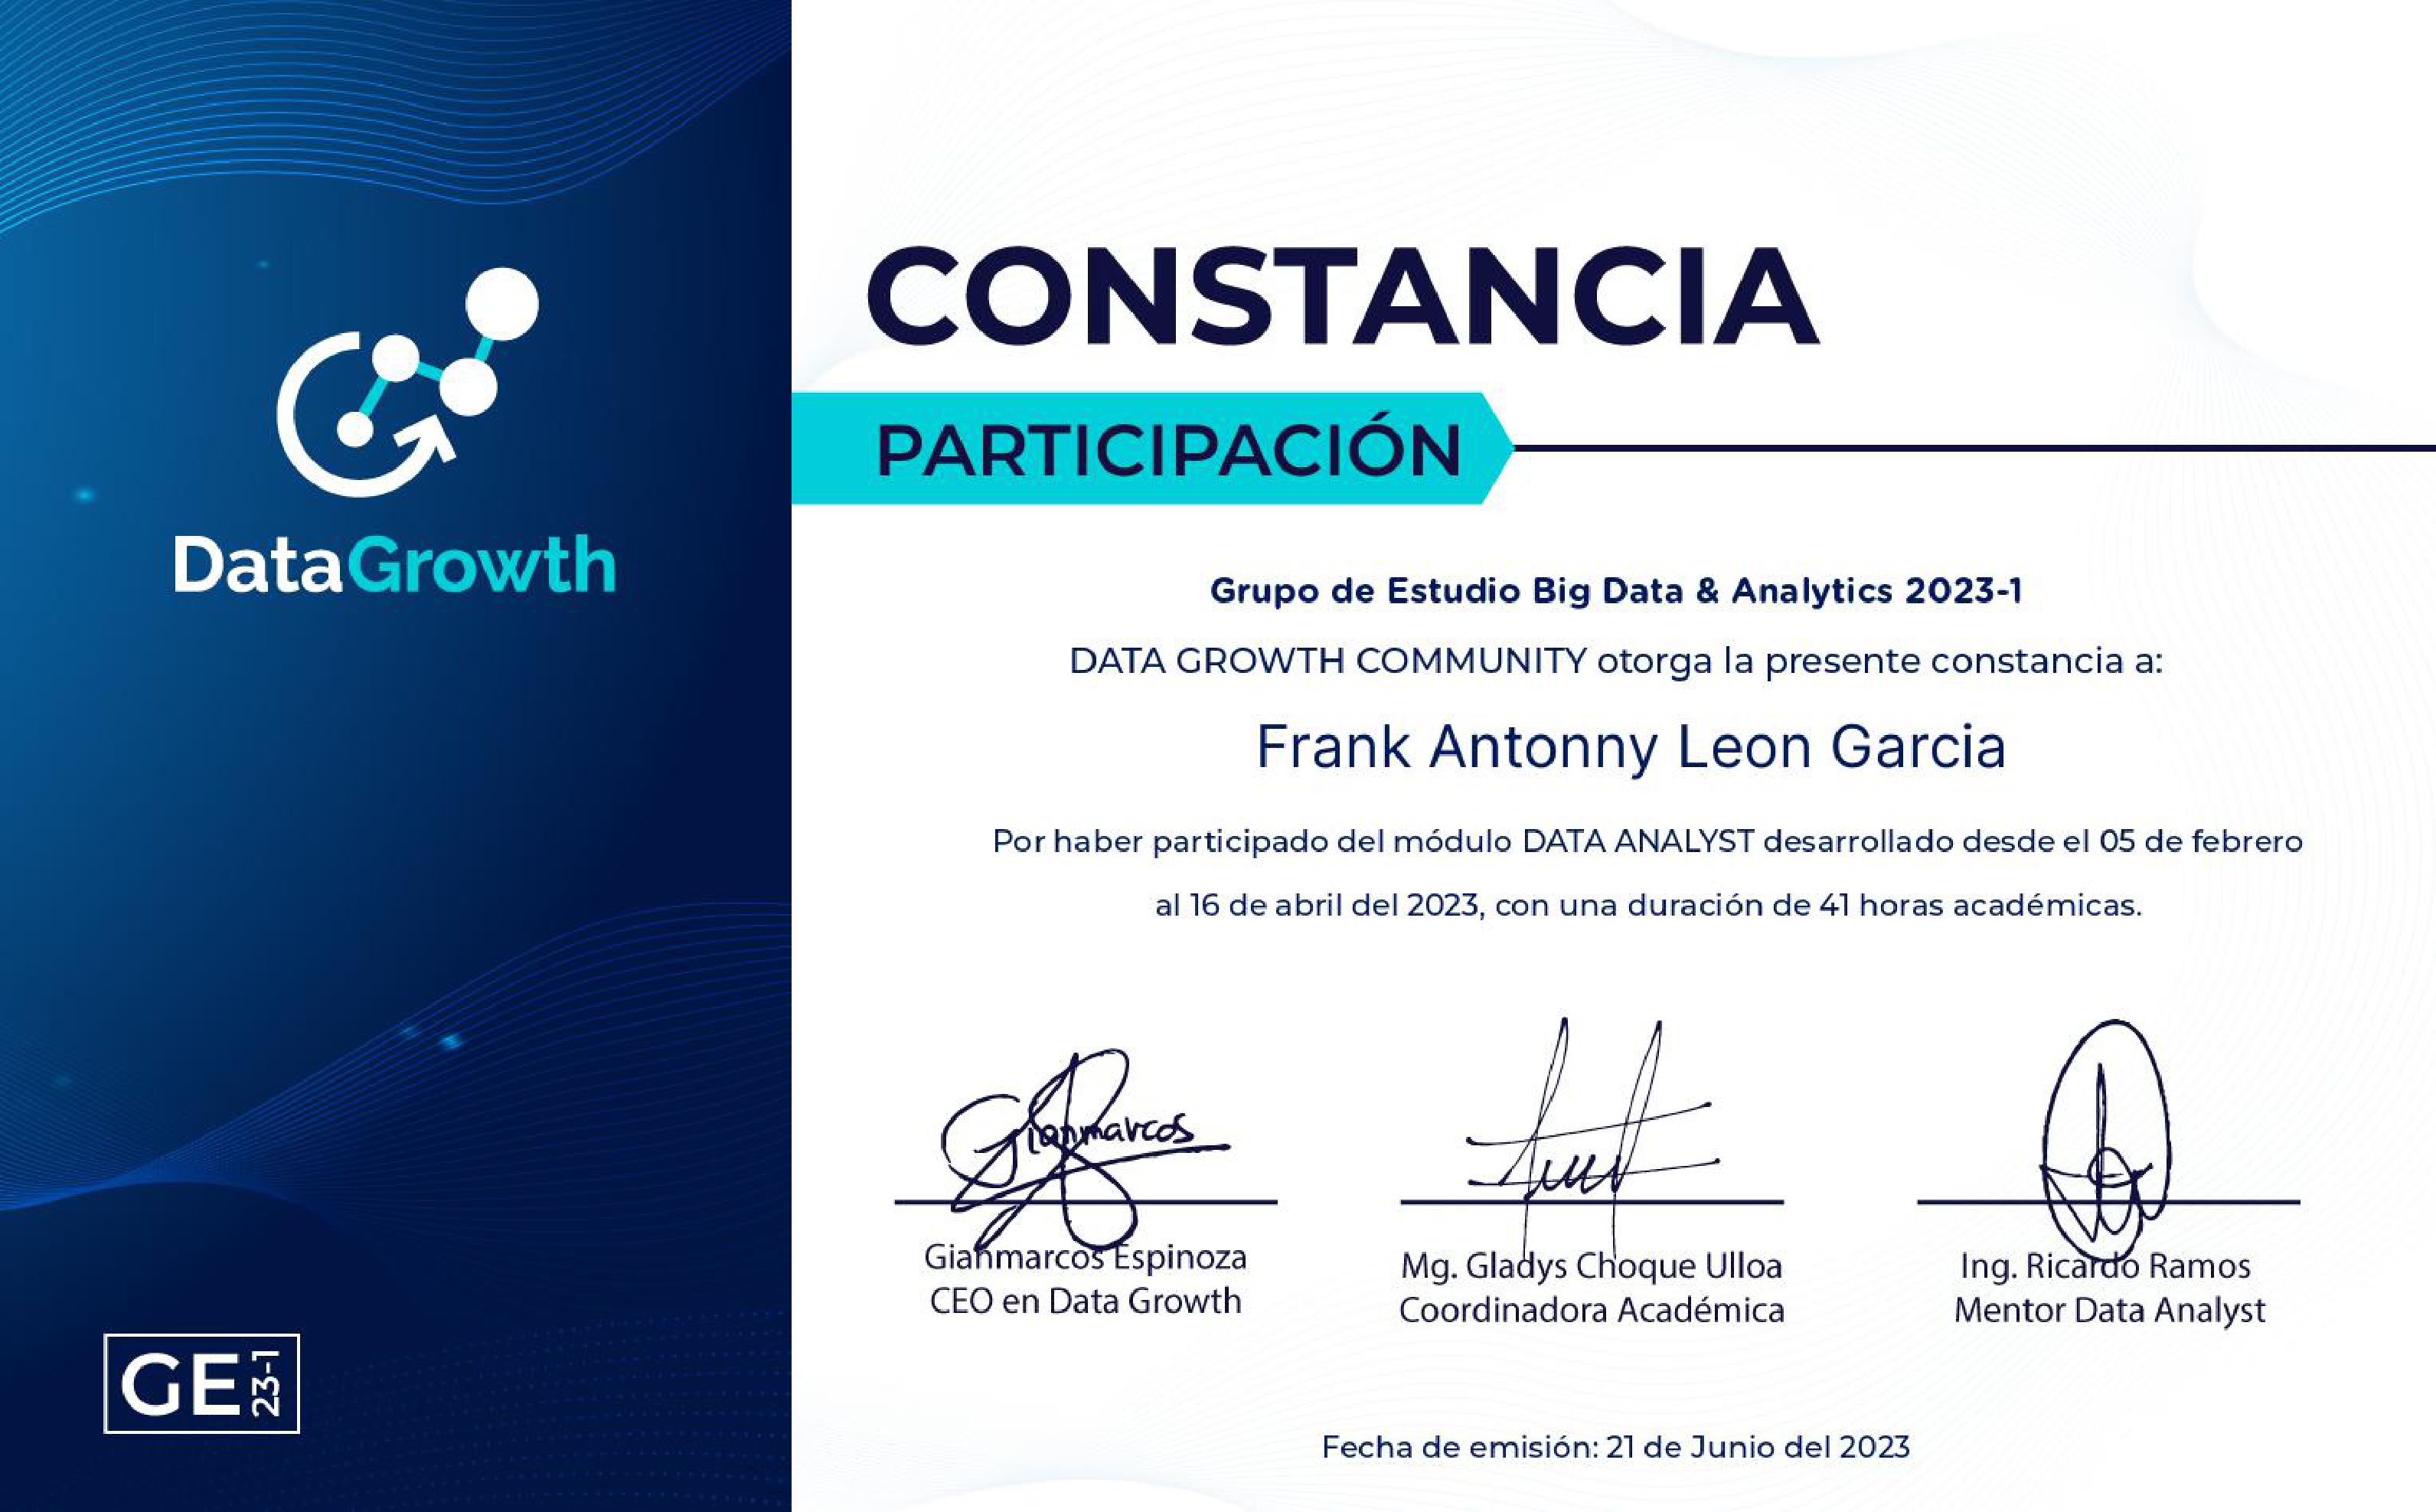 DataGrowth
GE 23-1
CONSTANCIA
PARTICIPACIÓN
Grupo de Estudio Big Data & Analytics 2023-1
DATA GROWTH COMMUNITY otorga la presente constancia a:
Frank Antonny Leon Garcia
Por haber participado del módulo DATA ANALYST desarrollado desde el 05 de febrero
al 16 de abril del 2023, con una duración de 41 horas académicas.
Gianmarcos
Gianmarcos Espinoza
CEO en Data Growth
Mg. Gladys Choque Ulloa
Coordinadora Académica
Ing. Ricardo Ramos
Mentor Data Analyst
Fecha de emisión: 21 de Junio del 2023